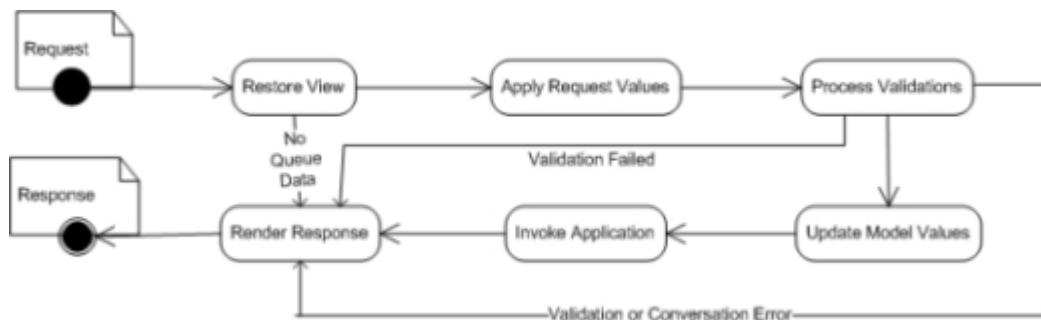 Request
Restore View
Apply Request Values
Process Validations
No
Queue
Data
Validation Failed
Response
Render Response
Invoke Application
Update Model Values
Validation or Conversation Error